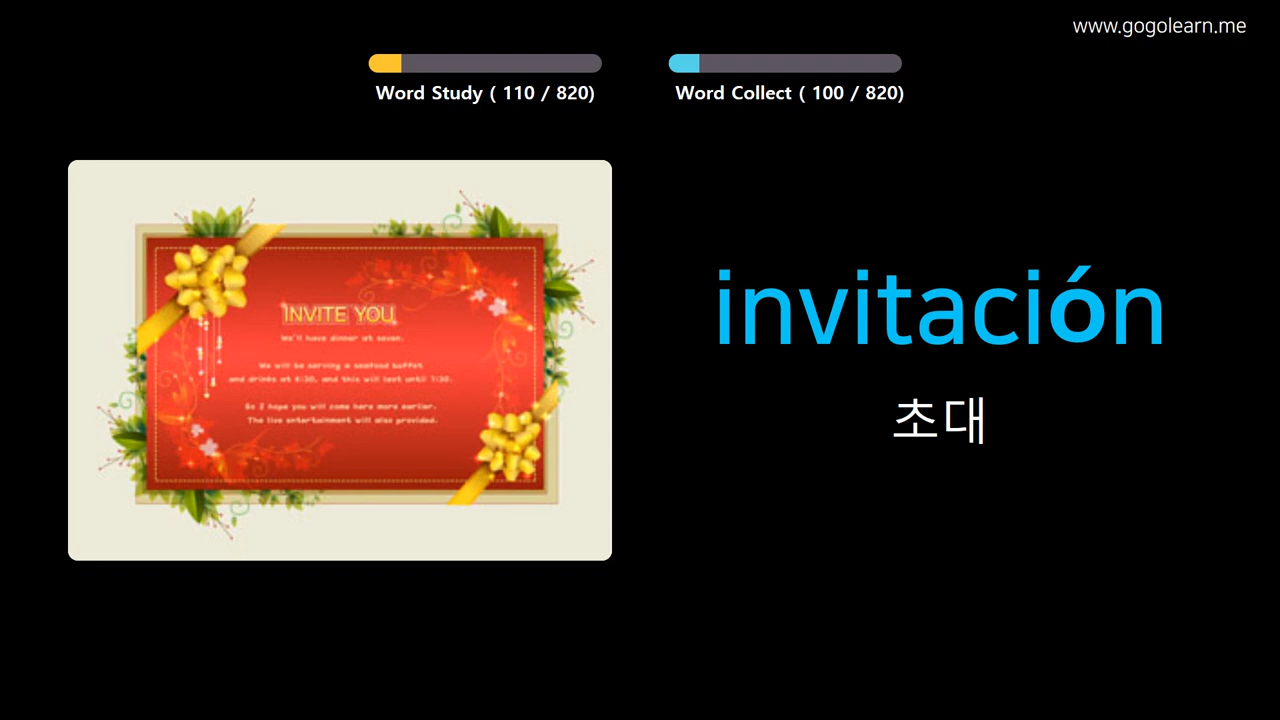 www.gogolearn.me
Word Study ( 110 / 820)
Word Collect ( 100 / 820)
INVITE YOU
We'll have dinner at seven.
We will be serving a seafood buffet
and drinks at 6:30, and this will last until 1:30.
So I hope you will come here more earlier.
The live entertainment will also provided.
invitación
초대